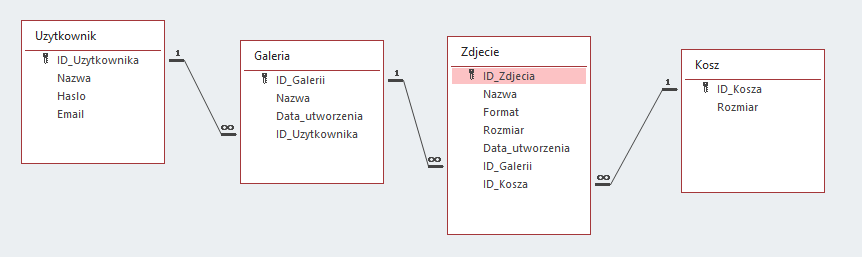 Uzytkownik
ID_Uzytkownika
Nazwa
Haslo
Email
1
∞
Galeria
ID_Galerii
Nazwa
Data_utworzenia
ID_Uzytkownika
1
∞
Zdjecie
ID_Zdjecia
Nazwa
Format
Rozmiar
Data_utworzenia
ID_Galerii
ID_Kosza
∞
1
Kosz
ID_Kosza
Rozmiar